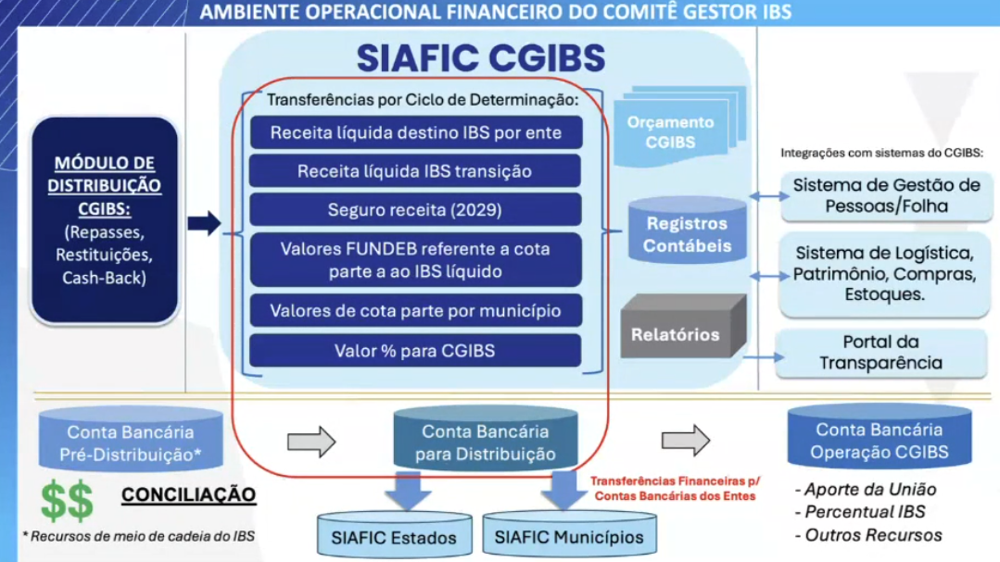 AMBIENTE OPERACIONAL FINANCEIRO DO COMITÊ GESTOR IBS
SIAFIC CGIBS
MÓDULO DE
DISTRIBUIÇÃO
CGIBS:
(Repasses,
Restituições,
Cash-Back)
Transferências por Ciclo de Determinação:
Receita líquida destino IBS por ente
Receita líquida IBS transição
Seguro receita (2029)
Valores FUNDEB referente a cota
parte a ao IBS líquido
Valores de cota parte por município
Valor % para CGIBS
Orçamento
CGIBS
Registros
Contábeis
Relatórios
Integrações com sistemas do CGIBS:
Sistema de Gestão de
Pessoas/Folha
Sistema de Logística,
Patrimônio, Compras,
Estoques.
Portal da
Transparência
Conta Bancária
Pré-Distribuição*
$$
CONCILIAÇÃO
* Recursos de meio de cadeia do IBS
Conta Bancária
para Distribuição
Transferências Financeiras p/
Contas Bancárias dos Entes
SIAFIC Estados
SIAFIC Municípios
Conta Bancária
Operação CGIBS
- Aporte da União
- Percentual IBS
- Outros Recursos